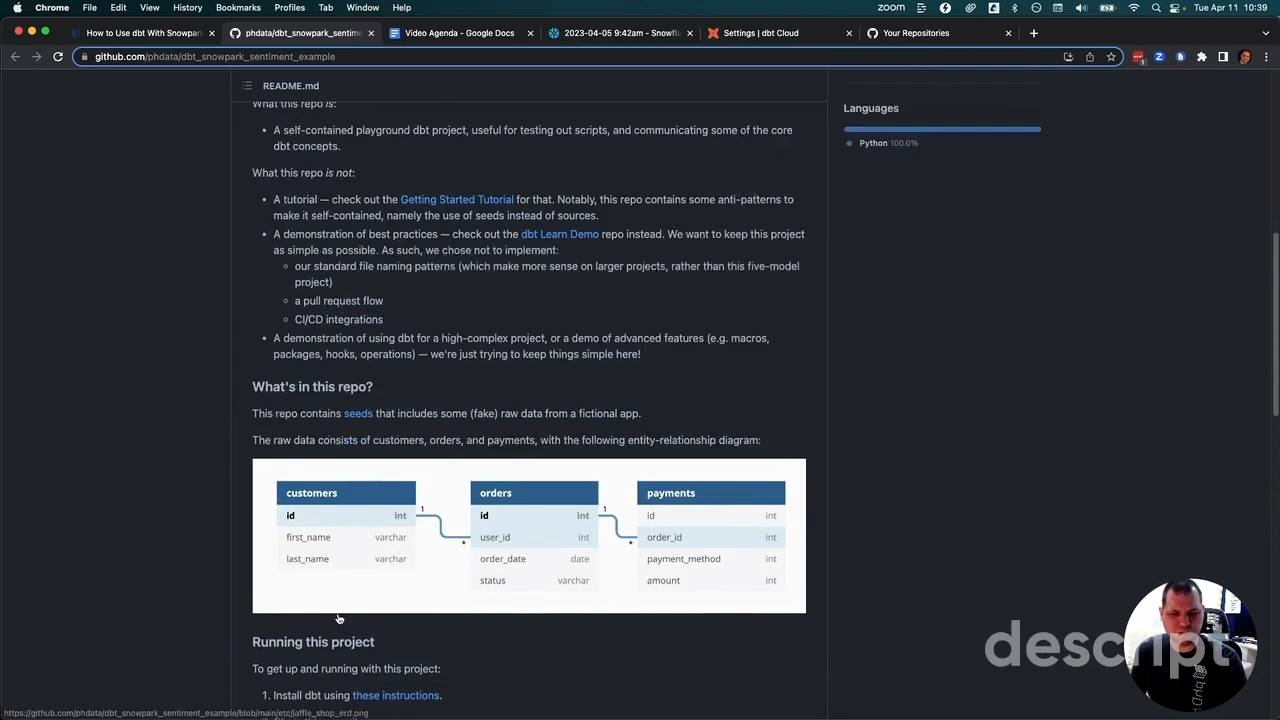 Chrome File Edit View History Bookmarks Profiles Tab Window Help zoom Tue Apr 11 10:39
How to Use dbt With Snowpark
phdata/dbt_snowpark_sentiment
Video Agenda - Google Docs
2023-04-05 9:42am - Snowfla
Settings | dbt Cloud
Your Repositories
github.com/phdata/dbt_snowpark_sentiment_example
README.md
What this repo is:
A self-contained playground dbt project, useful for testing out scripts, and communicating some of the core
dbt concepts.
What this repo is not:
A tutorial — check out the Getting Started Tutorial for that. Notably, this repo contains some anti-patterns to
make it self-contained, namely the use of seeds instead of sources.
A demonstration of best practices — check out the dbt Learn Demo repo instead. We want to keep this project
as simple as possible. As such, we chose not to implement:
our standard file naming patterns (which make more sense on larger projects, rather than this five-model
project)
a pull request flow
CI/CD integrations
A demonstration of using dbt for a high-complex project, or a demo of advanced features (e.g. macros,
packages, hooks, operations) — we're just trying to keep things simple here!
What's in this repo?
This repo contains seeds that includes some (fake) raw data from a fictional app.
The raw data consists of customers, orders, and payments, with the following entity-relationship diagram:
customers
id int
first_name varchar
last_name varchar
1
*
orders
id int
user_id int
order_date date
status varchar
1
*
payments
id int
order_id int
payment_method int
amount int
Running this project
To get up and running with this project:
1. Install dbt using these instructions.
Languages
Python 100.0%
descript
https://github.com/phdata/dbt_snowpark_sentiment_example/blob/main/etc/jaffle_shop_erd.png